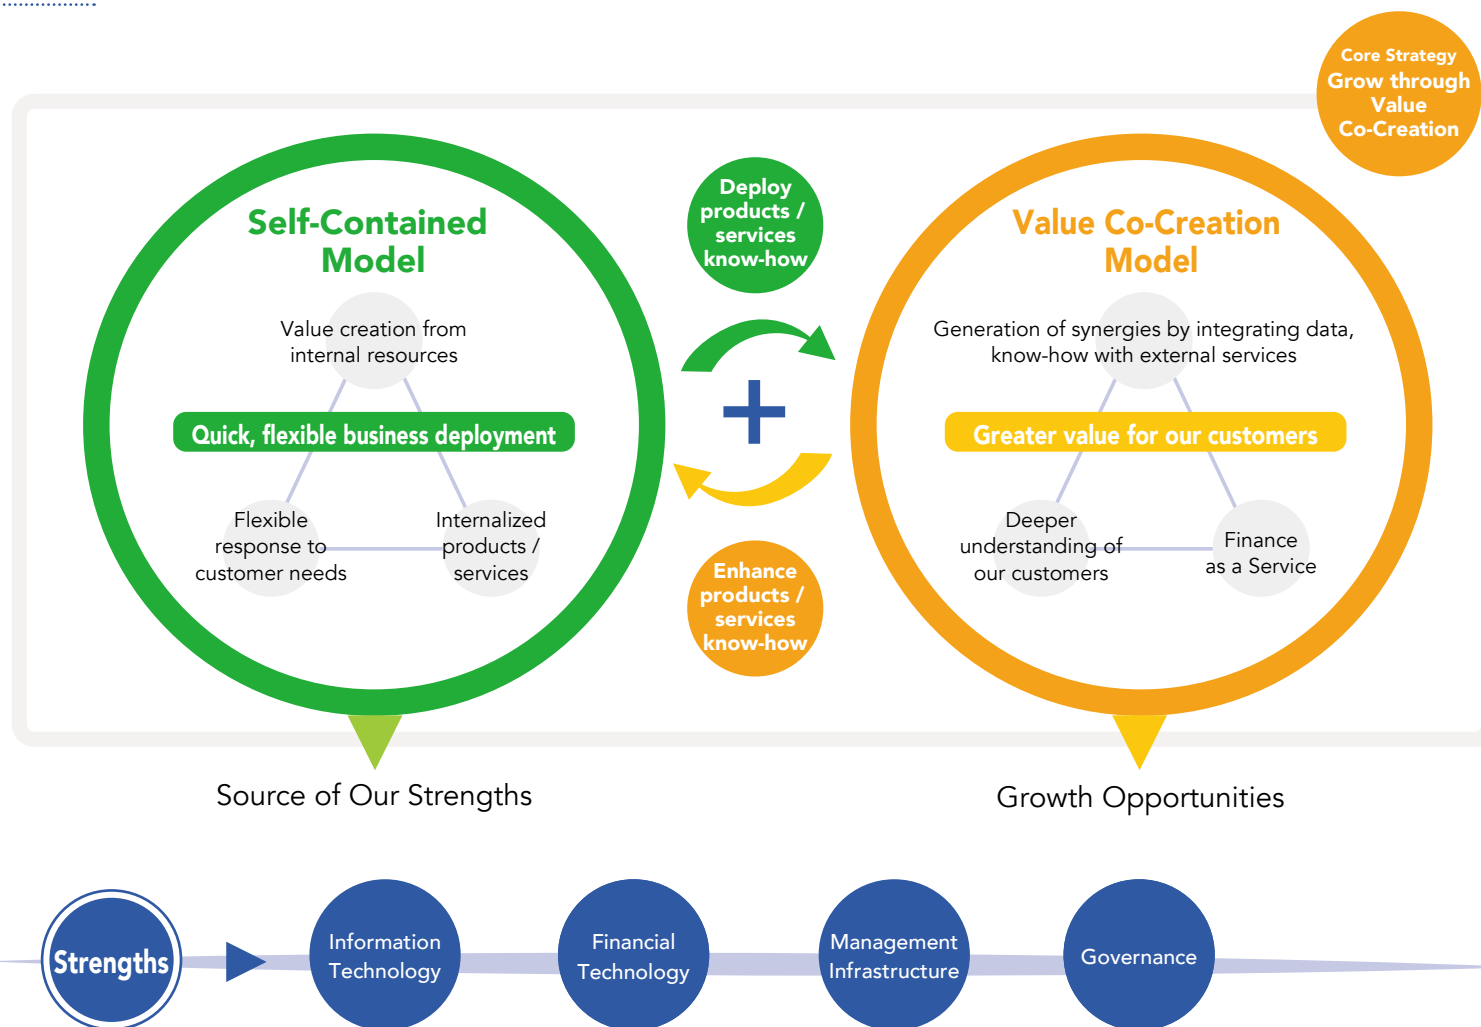 Core Strategy
Grow through
Value
Co-Creation
Self-Contained
Model
Value creation from
internal resources
Quick, flexible business deployment
Flexible
response to
customer needs
Internalized
products /
services
Deploy
products /
services
know-how
Enhance
products /
services
know-how
Value Co-Creation
Model
Generation of synergies by integrating data,
know-how with external services
Greater value for our customers
Deeper
understanding of
our customers
Finance
as a Service
Source of Our Strengths
Growth Opportunities
Strengths
Information
Technology
Financial
Technology
Management
Infrastructure
Governance